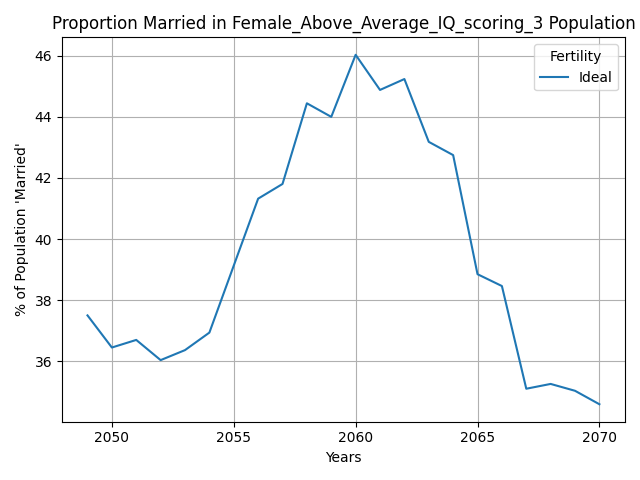 Proportion Married in Female_Above_Average_IQ_scoring_3 Population
Fertility
Ideal
% of Population 'Married'
46
44
42
40
38
36
2050
2055
2060
2065
2070
Years